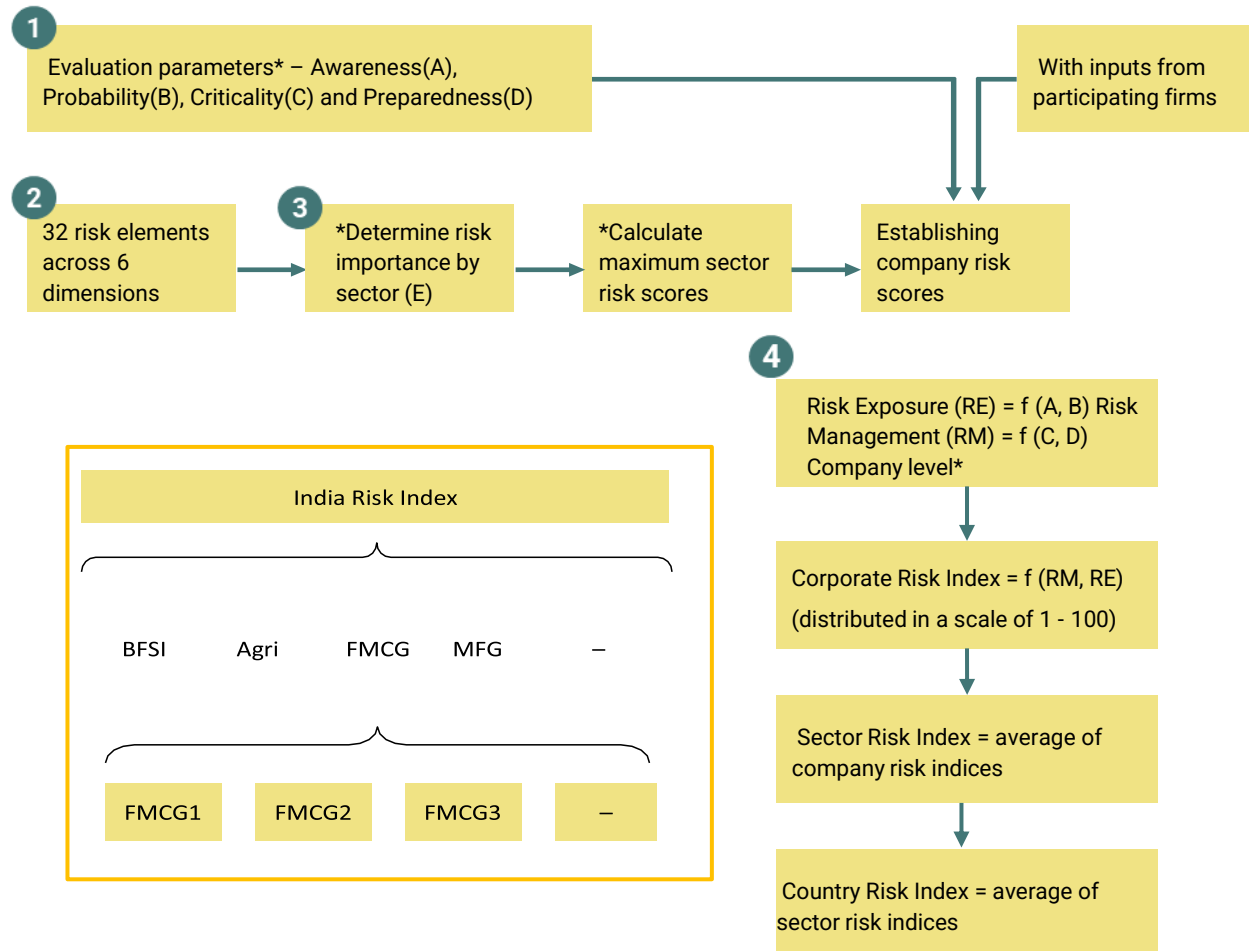 1
Evaluation parameters* – Awareness(A),
Probability(B), Criticality(C) and Preparedness(D)
With inputs from
participating firms
2
32 risk elements
across 6
dimensions
3
*Determine risk
importance by
sector (E)
*Calculate
maximum sector
risk scores
Establishing
company risk
scores
4
Risk Exposure (RE) = f (A, B) Risk
Management (RM) = f (C, D)
Company level*
Corporate Risk Index = f (RM, RE)
(distributed in a scale of 1 - 100)
Sector Risk Index = average of
company risk indices
Country Risk Index = average of
sector risk indices
India Risk Index
BFSI Agri FMCG MFG –
FMCG1 FMCG2 FMCG3 –